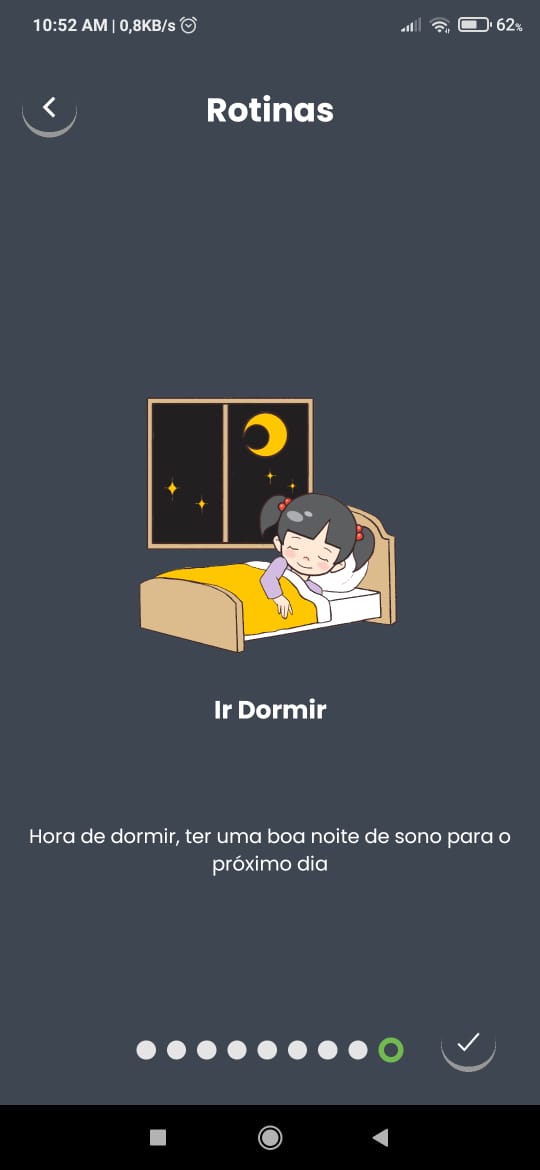 10:52 AM | 0,8KB/s
62%
Rotinas
Ir Dormir
Hora de dormir, ter uma boa noite de sono para o
próximo dia